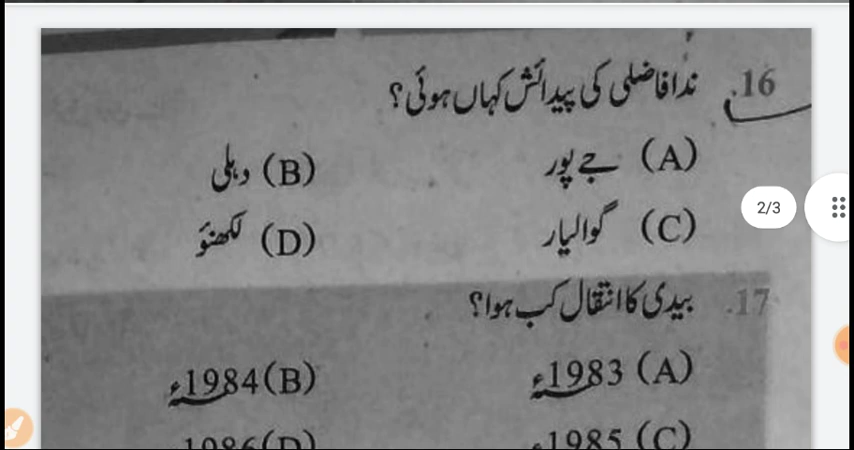 16. ندا فاضلی کی پیدائش کہاں ہوئی؟
(A) جے پور (B) دہلی
(C) گوالیار (D) لکھنؤ
2/3
17. بیدی کا انتقال کب ہوا؟
(A) 1983ء (B) 1984ء
(C) 1985ء (D) 1986